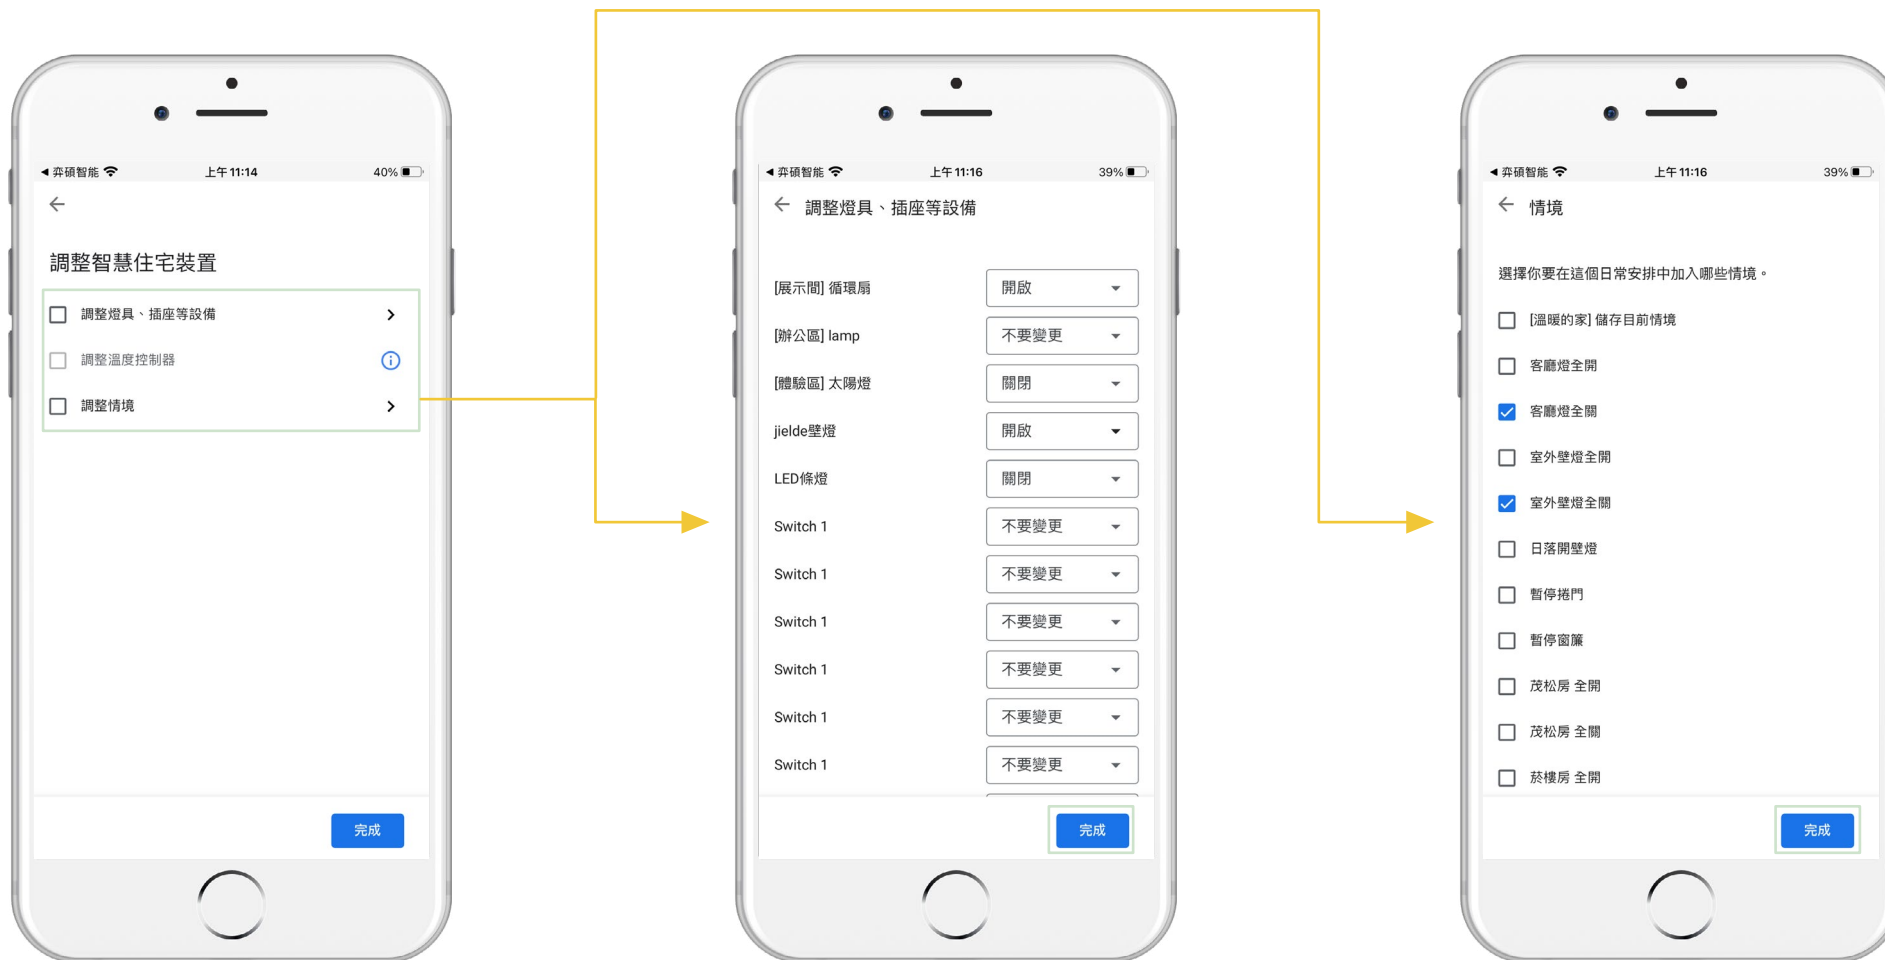 弈碩智能
上午11:14
40%
調整智慧住宅裝置
調整燈具、插座等設備
調整溫度控制器
調整情境
完成
弈碩智能
上午11:16
39%
調整燈具、插座等設備
[展示間] 循環扇 開啟
[辦公區] lamp 不要變更
[體驗區] 太陽燈 關閉
jielde壁燈 開啟
LED條燈 關閉
Switch 1 不要變更
Switch 1 不要變更
Switch 1 不要變更
Switch 1 不要變更
Switch 1 不要變更
Switch 1 不要變更
完成
弈碩智能
上午11:16
39%
情境
選擇你要在這個日常安排中加入哪些情境。
[溫暖的家] 儲存目前情境
客廳燈全開
客廳燈全關
室外壁燈全開
室外壁燈全關
日落開壁燈
暫停捲門
暫停窗簾
茂松房 全開
茂松房 全關
菸樓房 全開
完成